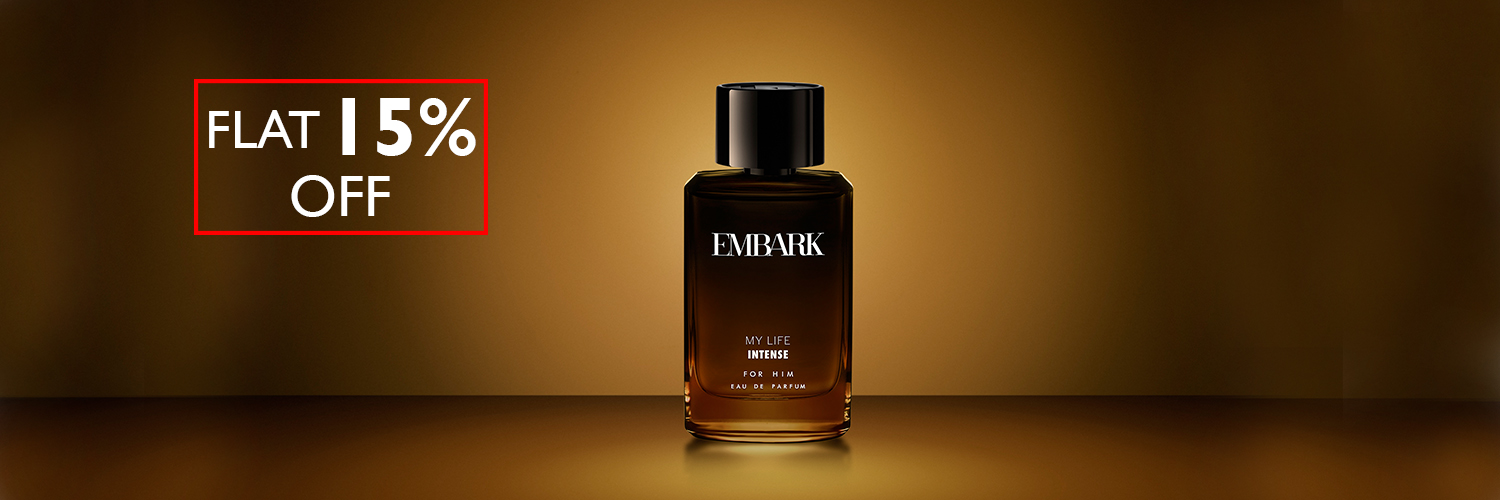 FLAT 15%
OFF
EMBARK
MY LIFE
INTENSE
FOR HIM
EAU DE PARFUM